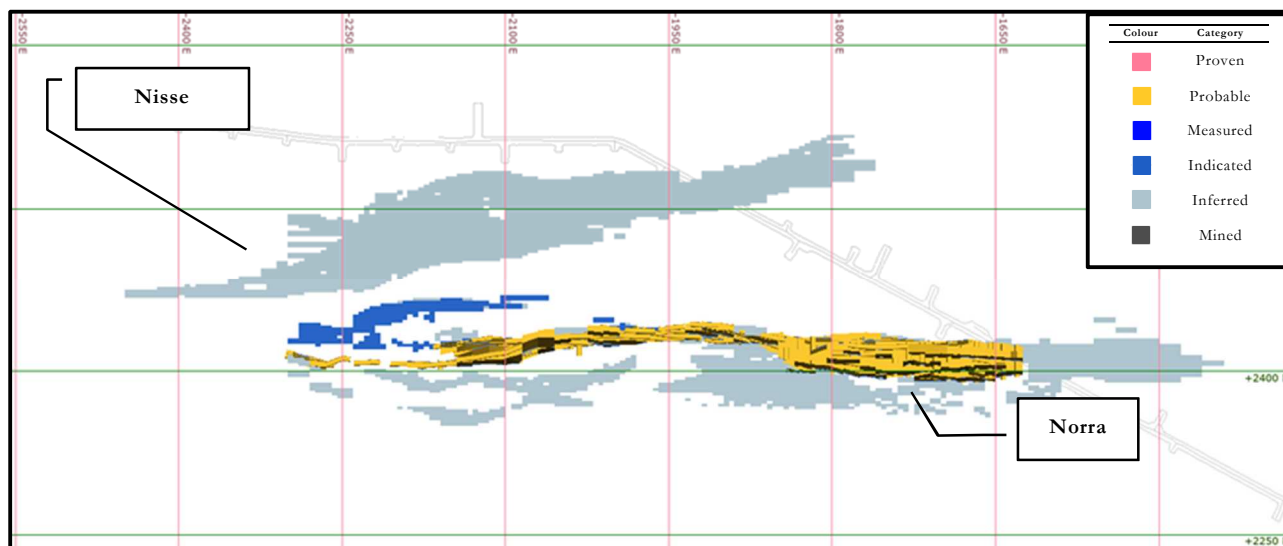 -2550 E
-2400 E
-2250 E
-2100 E
-1950 E
-1800 E
-1650 E
Colour Category
Proven
Probable
Measured
Indicated
Inferred
Mined
Nisse
+2400
Norra
+2250